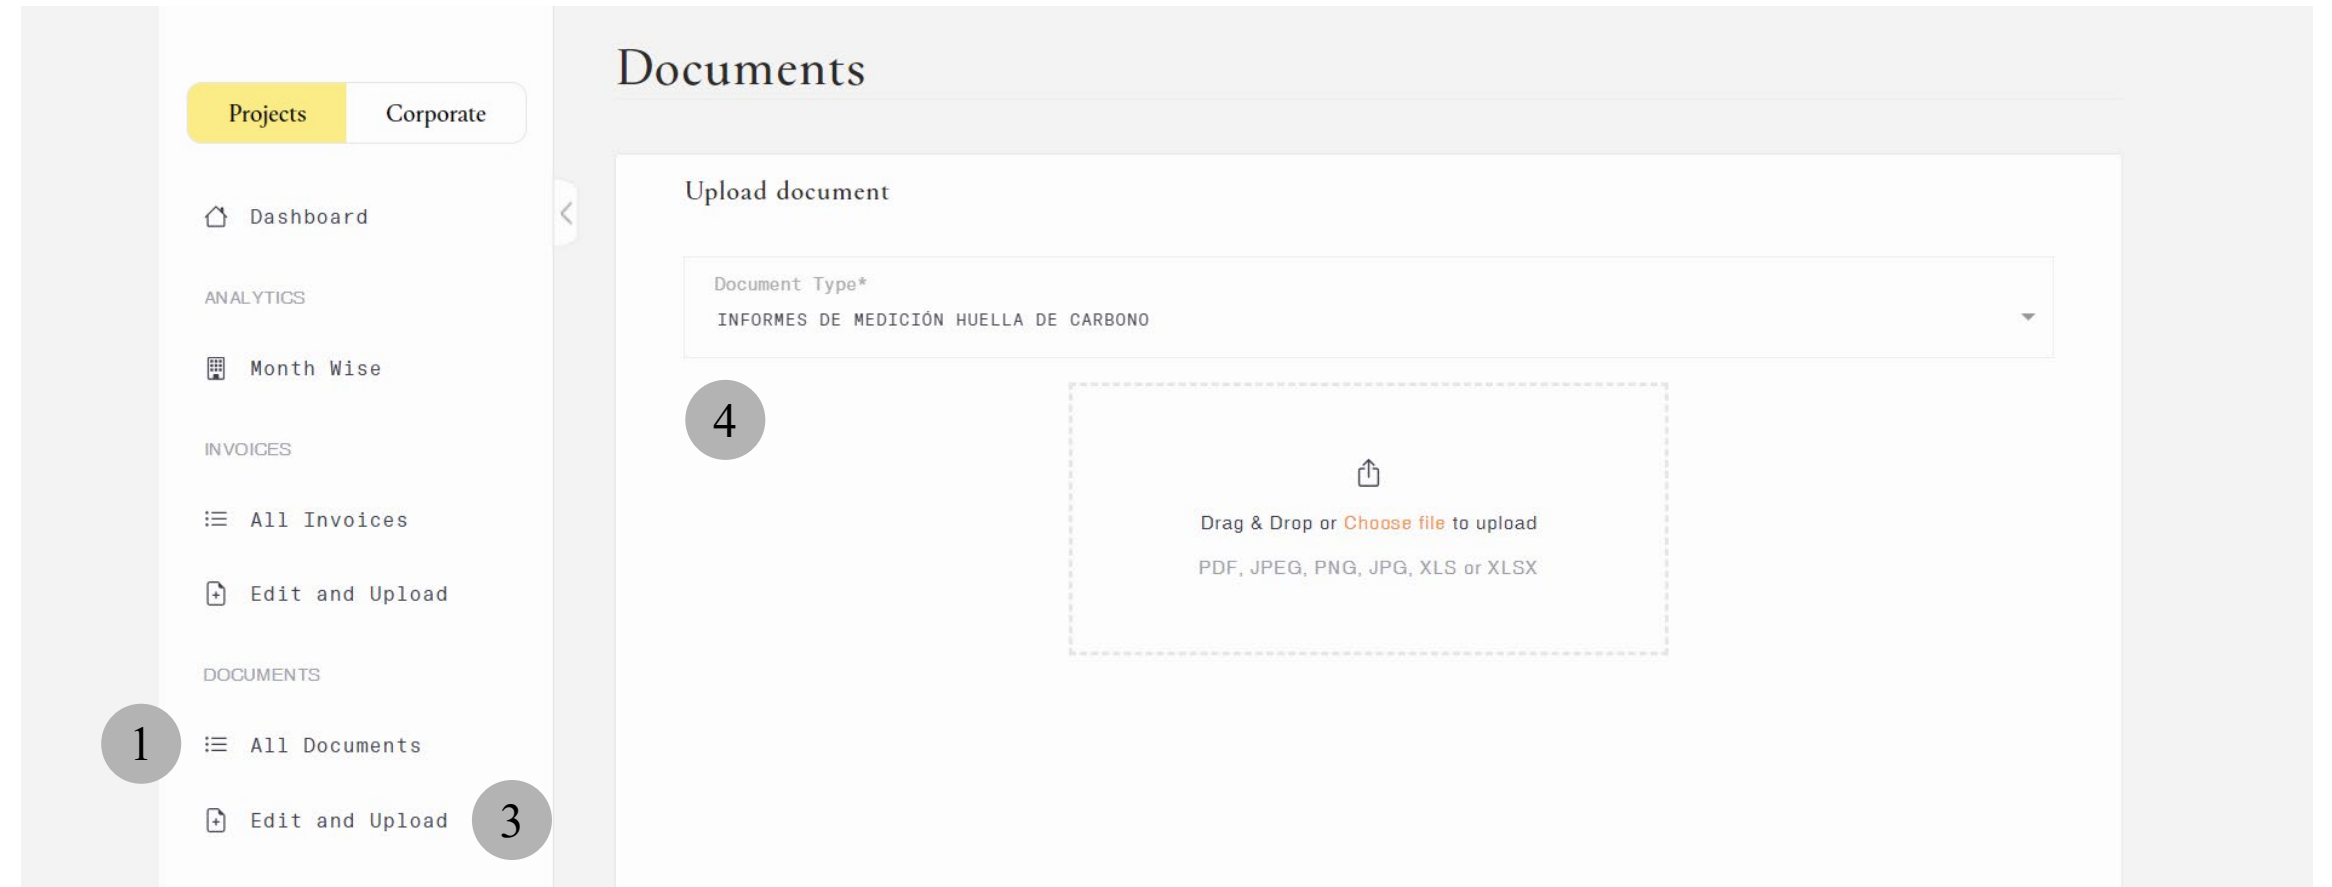 Projects
Corporate
Dashboard
ANALYTICS
Month Wise
INVOICES
All Invoices
Edit and Upload
DOCUMENTS
1
All Documents
Edit and Upload
3
Documents
Upload document
Document Type*
INFORMES DE MEDICIÓN HUELLA DE CARBONO
4
Drag & Drop or Choose file to upload
PDF, JPEG, PNG, JPG, XLS or XLSX